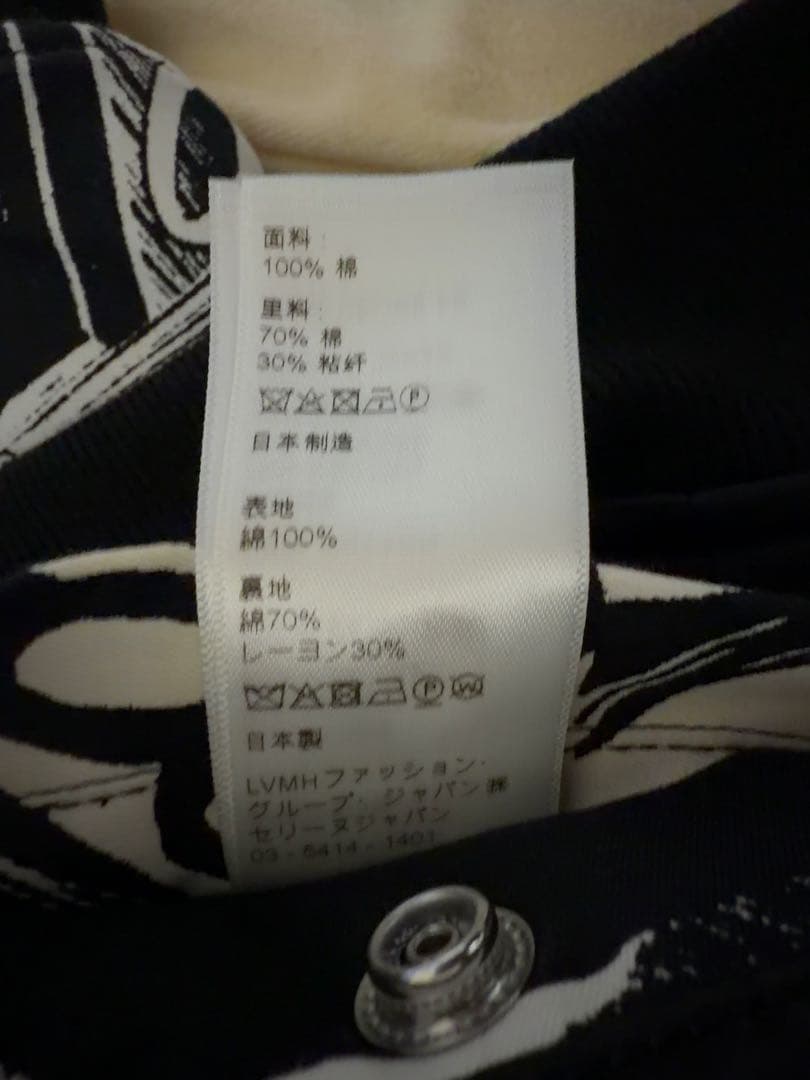 面料:
100% 棉
里料:
70% 棉
30% 粘纤
日本制造
表地
綿100%
裏地
綿70%
レーヨン30%
日本製
LVMHファッション・
グループ・ジャパン㈱
セリーヌジャパン
03-5414-1401